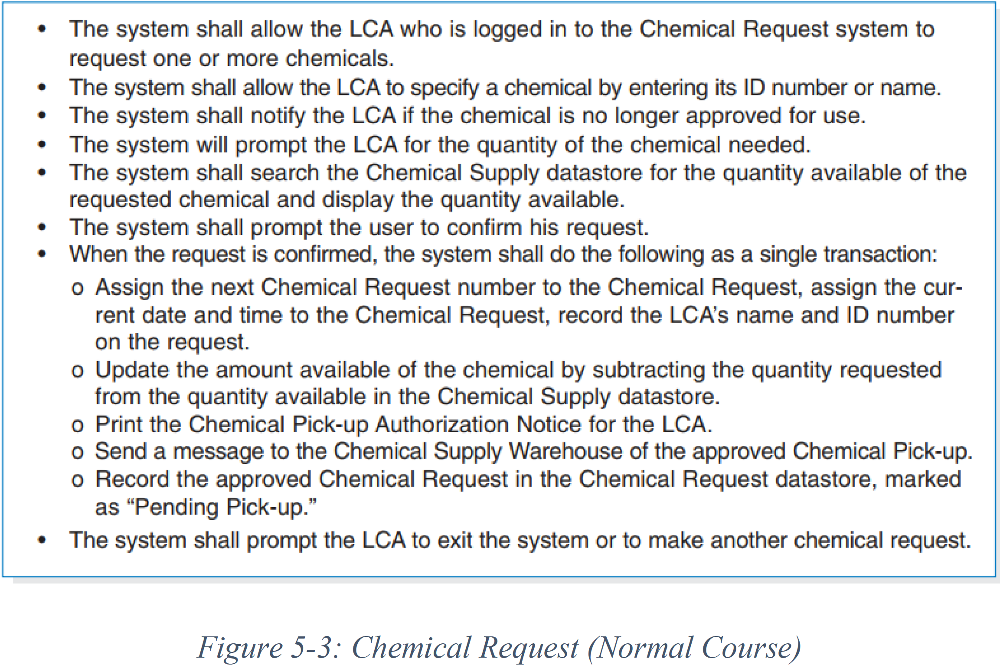 • The system shall allow the LCA who is logged in to the Chemical Request system to
request one or more chemicals.
• The system shall allow the LCA to specify a chemical by entering its ID number or name.
• The system shall notify the LCA if the chemical is no longer approved for use.
• The system will prompt the LCA for the quantity of the chemical needed.
• The system shall search the Chemical Supply datastore for the quantity available of the
requested chemical and display the quantity available.
• The system shall prompt the user to confirm his request.
• When the request is confirmed, the system shall do the following as a single transaction:
o Assign the next Chemical Request number to the Chemical Request, assign the cur-
rent date and time to the Chemical Request, record the LCA’s name and ID number
on the request.
o Update the amount available of the chemical by subtracting the quantity requested
from the quantity available in the Chemical Supply datastore.
o Print the Chemical Pick-up Authorization Notice for the LCA.
o Send a message to the Chemical Supply Warehouse of the approved Chemical Pick-up.
o Record the approved Chemical Request in the Chemical Request datastore, marked
as “Pending Pick-up.”
• The system shall prompt the LCA to exit the system or to make another chemical request.
Figure 5-3: Chemical Request (Normal Course)